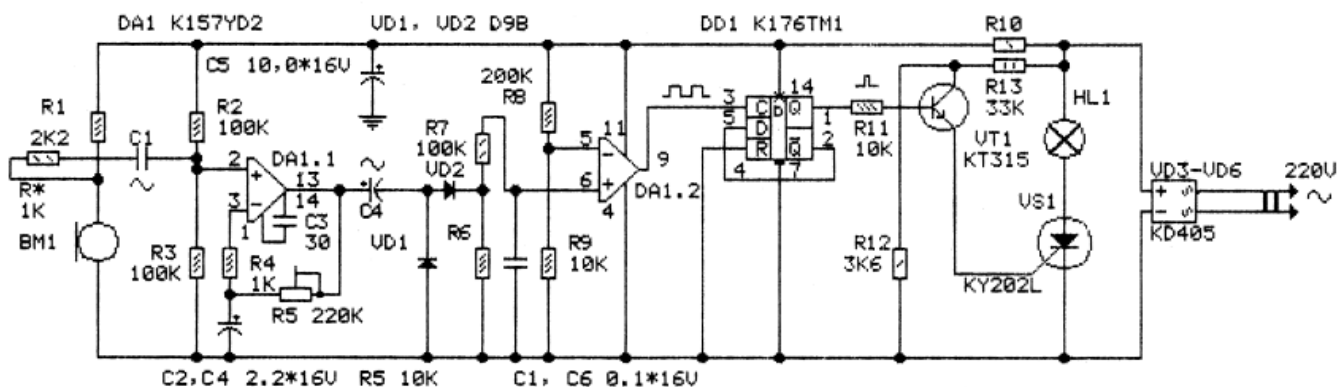 DA1 K157YD2
VD1, VD2 D9B
DD1 K176TM1
R10
C5 10,0*16V
200K
R8
14
R13
33K
HL1
R1
2K2
C1
R2
100K
R7
100K
VD2
5
11
3
C
D
Q
1
5
D
R
Q
2
4
7
R11
10K
VT1
KT315
R*
1K
2
+
DA1.1
13
14
3
-
1
C3
30
C4
6
+
4
9
DA1.2
VD3-VD6
220V
+
-
S
S
KD405
BM1
R3
100K
R4
1K
R5 220K
VD1
R6
R9
10K
R12
3K6
VS1
KY202L
C2,C4 2.2*16V R5 10K
C1, C6 0.1*16V